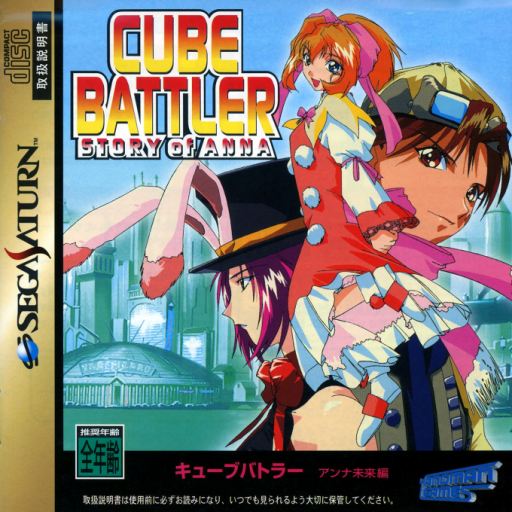 COMPACT
disc
取扱説明書
SEGA SATURN™
CUBE
BATTLER
STORY of ANNA
推奨年齢
全年齢
キューブバトラー アンナ未来編
取扱説明書は使用前に必ずお読みになり、いつでも見られるよう大切に保管してください。